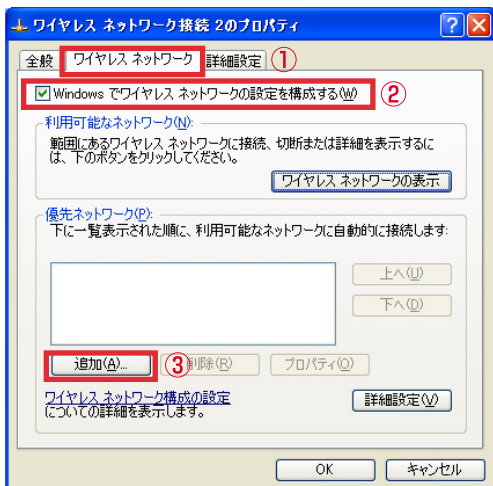 ワイヤレス ネットワーク接続 2のプロパティ
全般 ワイヤレス ネットワーク 詳細設定 ①
Windows でワイヤレス ネットワークの設定を構成する(W) ②
利用可能なネットワーク(N):
範囲にあるワイヤレス ネットワークに接続、切断または詳細を表示するに
は、下のボタンをクリックしてください。
ワイヤレス ネットワークの表示
優先ネットワーク(P):
下に一覧表示された順に、利用可能なネットワークに自動的に接続します:
上へ(U)
下へ(D)
追加(A)... ③ 削除(R) プロパティ(O)
ワイヤレス ネットワーク構成の設定
についての詳細を表示します。
詳細設定(V)
OK キャンセル